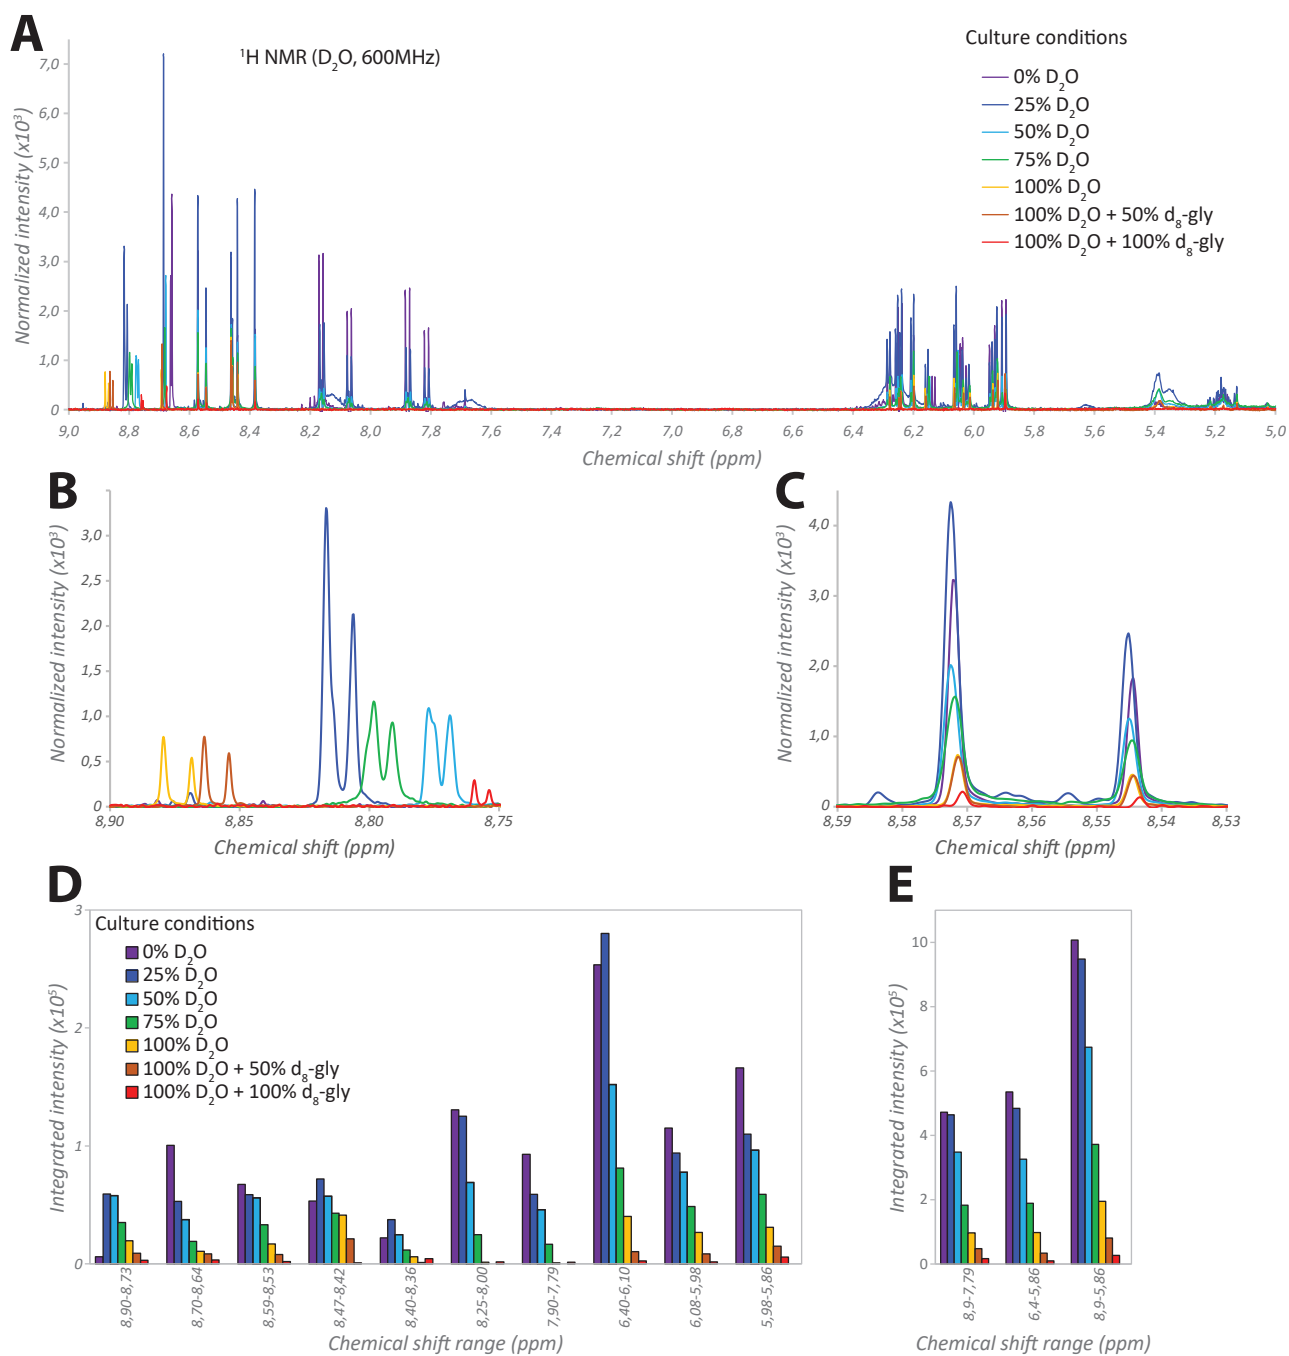 A
¹H NMR (D₂O, 600MHz)
Culture conditions
0% D₂O
25% D₂O
50% D₂O
75% D₂O
100% D₂O
100% D₂O + 50% d₈-gly
100% D₂O + 100% d₈-gly
Normalized intensity (x10³)
7,0
6,0
5,0
4,0
3,0
2,0
1,0
0
9,0 8,8 8,6 8,4 8,2 8,0 7,8 7,6 7,4 7,2 7,0 6,8 6,6 6,4 6,2 6,0 5,8 5,6 5,4 5,2 5,0
Chemical shift (ppm)
B
Normalized intensity (x10³)
3,0
2,5
2,0
1,5
1,0
0,5
0
8,90 8,85 8,80 8,75
Chemical shift (ppm)
C
Normalized intensity (x10³)
4,0
3,0
2,0
1,0
0
8,59 8,58 8,57 8,56 8,55 8,54 8,53
Chemical shift (ppm)
D
Culture conditions
0% D₂O
25% D₂O
50% D₂O
75% D₂O
100% D₂O
100% D₂O + 50% d₈-gly
100% D₂O + 100% d₈-gly
Integrated intensity (x10⁵)
3
2
1
0
8,90-8,73
8,70-8,64
8,59-8,53
8,47-8,42
8,40-8,36
8,25-8,00
7,90-7,79
6,40-6,10
6,08-5,98
5,98-5,86
Chemical shift range (ppm)
E
Integrated intensity (x10⁵)
10
8
6
4
2
0
8,9-7,79
6,4-5,86
8,9-5,86
Chemical shift range (ppm)